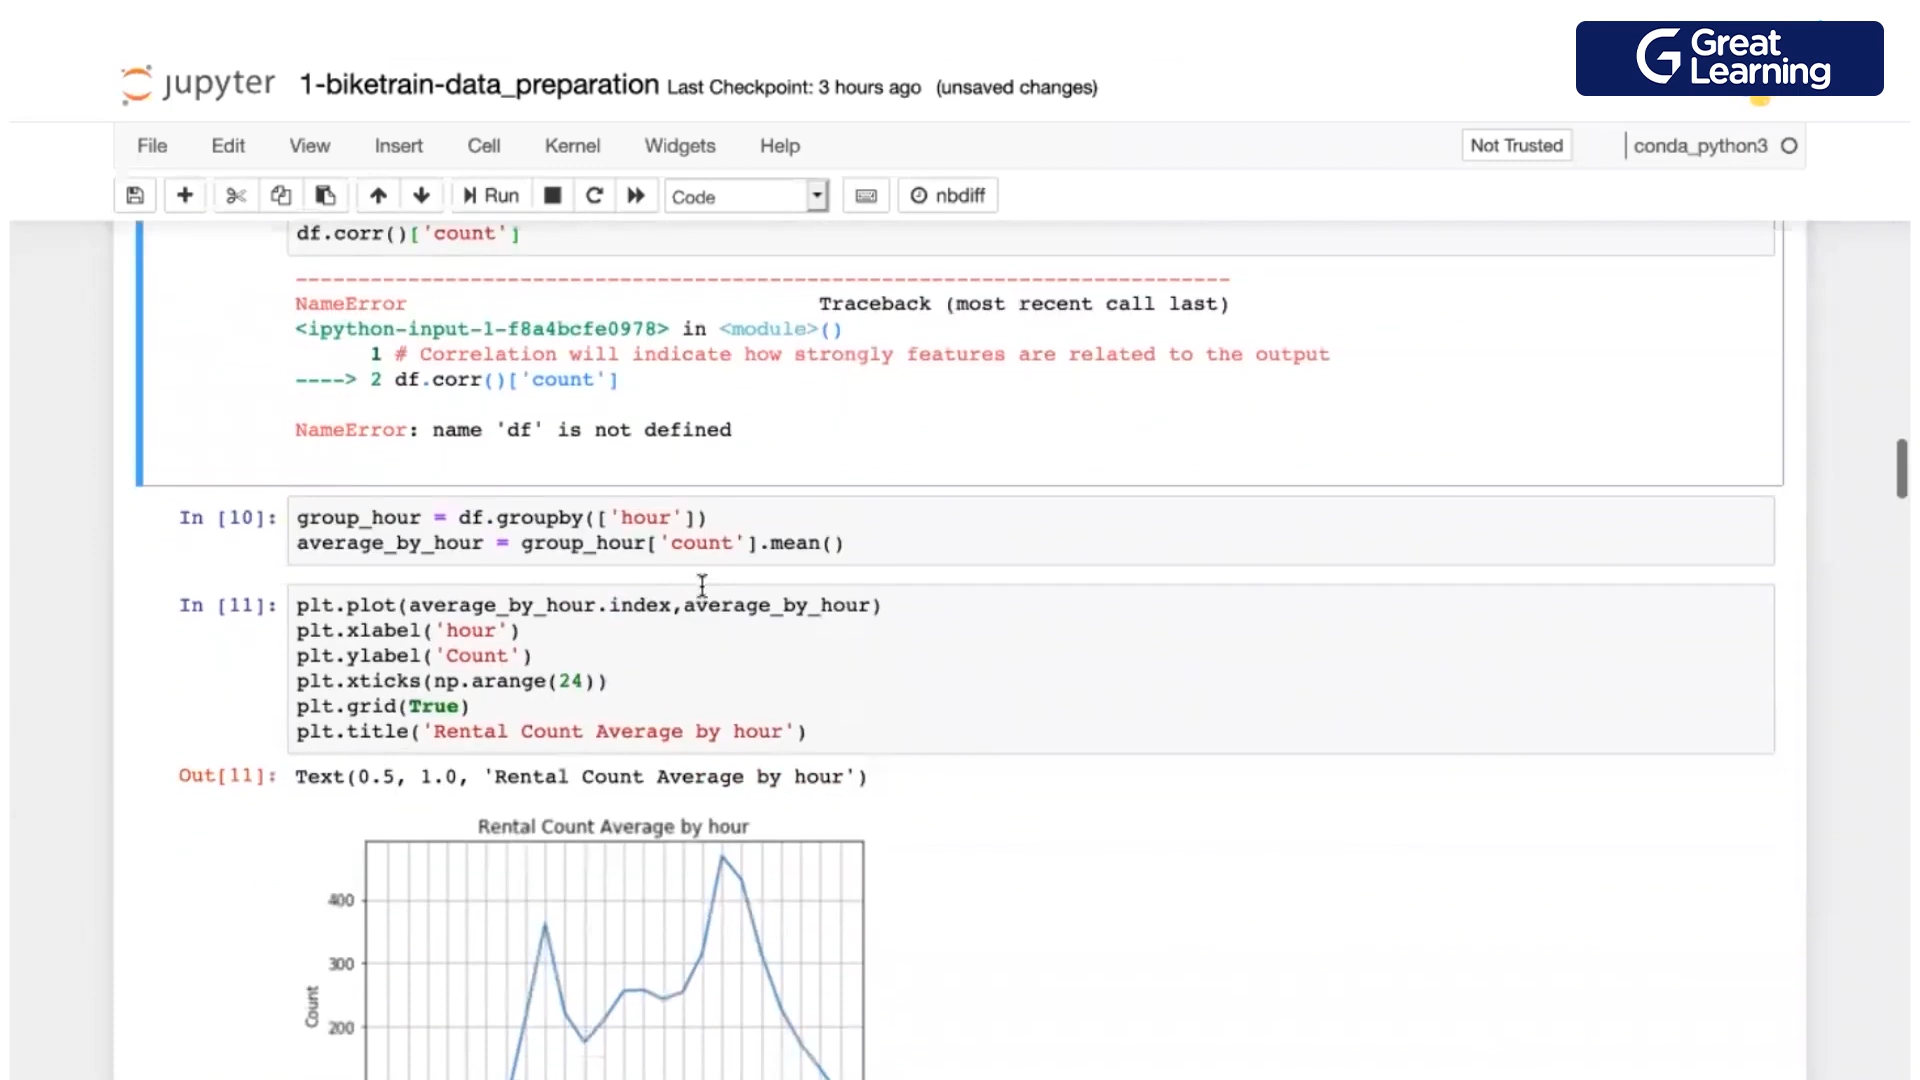 Great
Learning
jupyter 1-biketrain-data_preparation Last Checkpoint: 3 hours ago (unsaved changes)
File Edit View Insert Cell Kernel Widgets Help Not Trusted conda_python3
Run Code nbdiff
df.corr()['count']
---------------------------------------------------------------------------
NameError Traceback (most recent call last)
<ipython-input-1-f8a4bcfe0978> in <module>()
1 # Correlation will indicate how strongly features are related to the output
----> 2 df.corr()['count']
NameError: name 'df' is not defined
In [10]: group_hour = df.groupby(['hour'])
average_by_hour = group_hour['count'].mean()
In [11]: plt.plot(average_by_hour.index,average_by_hour)
plt.xlabel('hour')
plt.ylabel('Count')
plt.xticks(np.arange(24))
plt.grid(True)
plt.title('Rental Count Average by hour')
Out[11]: Text(0.5, 1.0, 'Rental Count Average by hour')
Rental Count Average by hour
400
300
Count
200